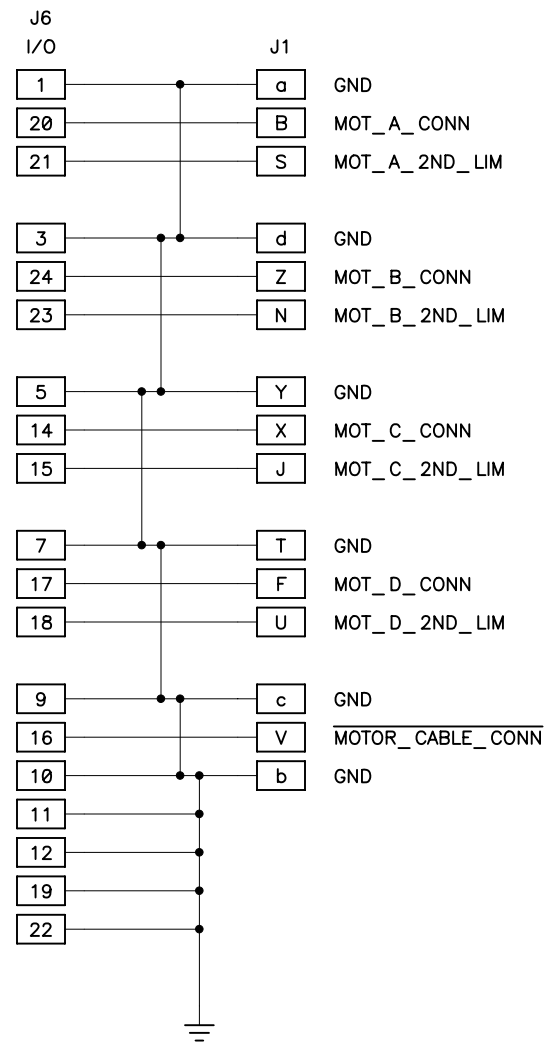 J6
I/O J1
1 a GND
20 B MOT_A_CONN
21 S MOT_A_2ND_LIM
3 d GND
24 Z MOT_B_CONN
23 N MOT_B_2ND_LIM
5 Y GND
14 X MOT_C_CONN
15 J MOT_C_2ND_LIM
7 T GND
17 F MOT_D_CONN
18 U MOT_D_2ND_LIM
9 c GND
16 V MOTOR_CABLE_CONN
10 b GND
11
12
19
22